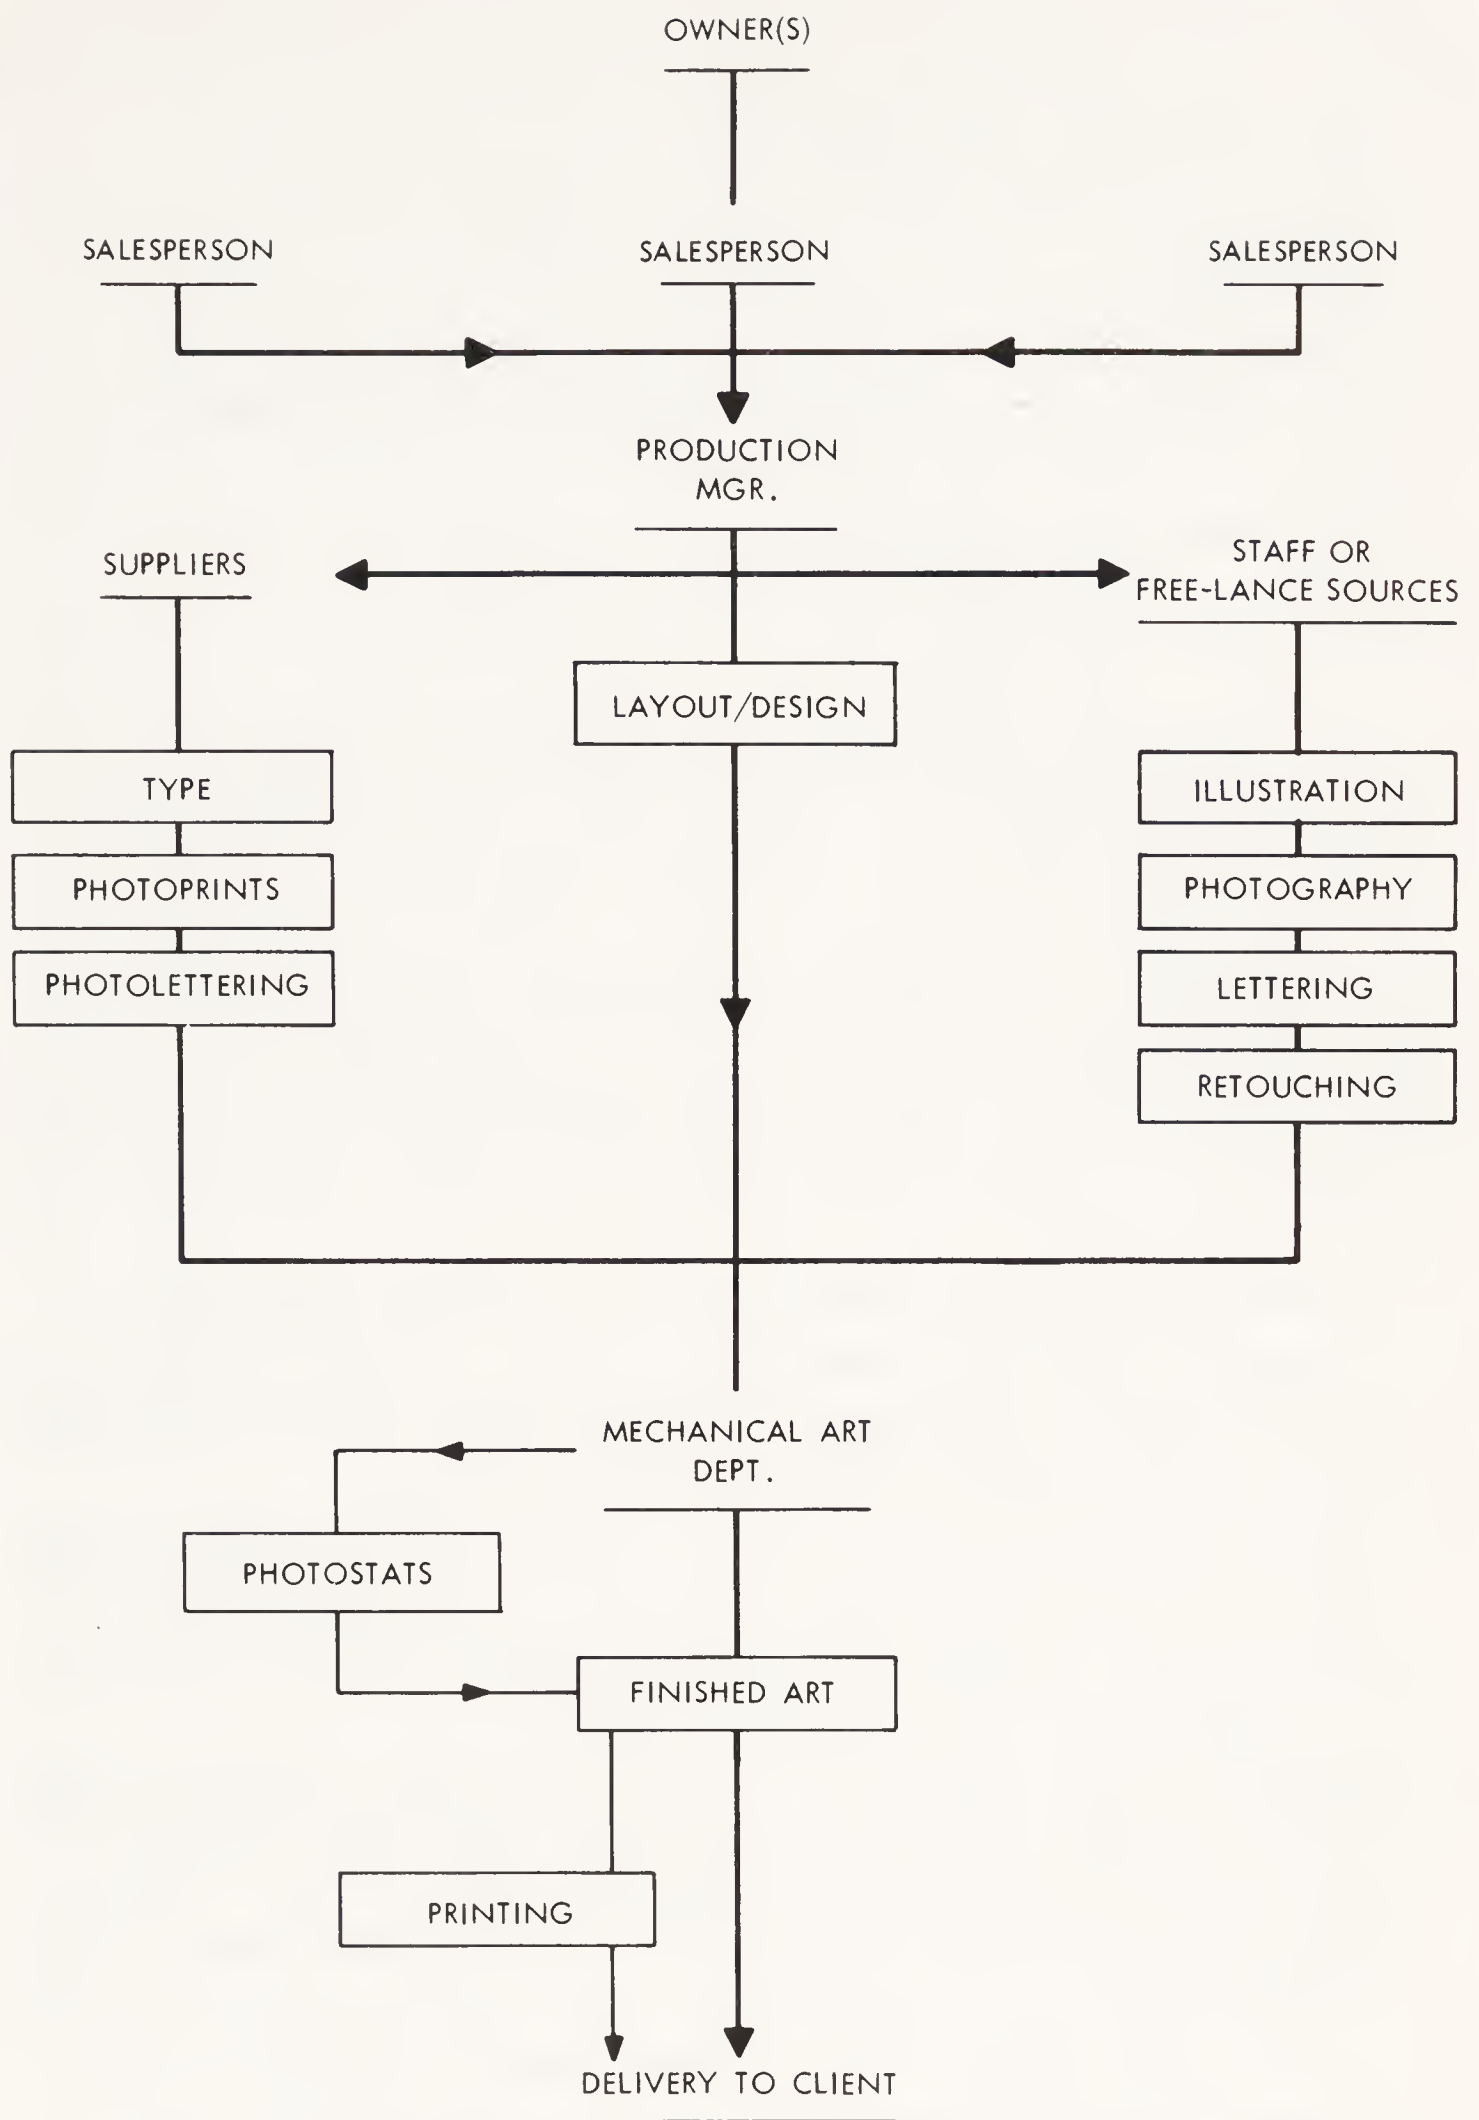 OWNER(S)
SALESPERSON
SALESPERSON
SALESPERSON
PRODUCTION
MGR.
SUPPLIERS
STAFF OR
FREE-LANCE SOURCES
LAYOUT/DESIGN
TYPE
PHOTOPRINTS
PHOTOLETTERING
ILLUSTRATION
PHOTOGRAPHY
LETTERING
RETOUCHING
MECHANICAL ART
DEPT.
PHOTOSTATS
FINISHED ART
PRINTING
DELIVERY TO CLIENT